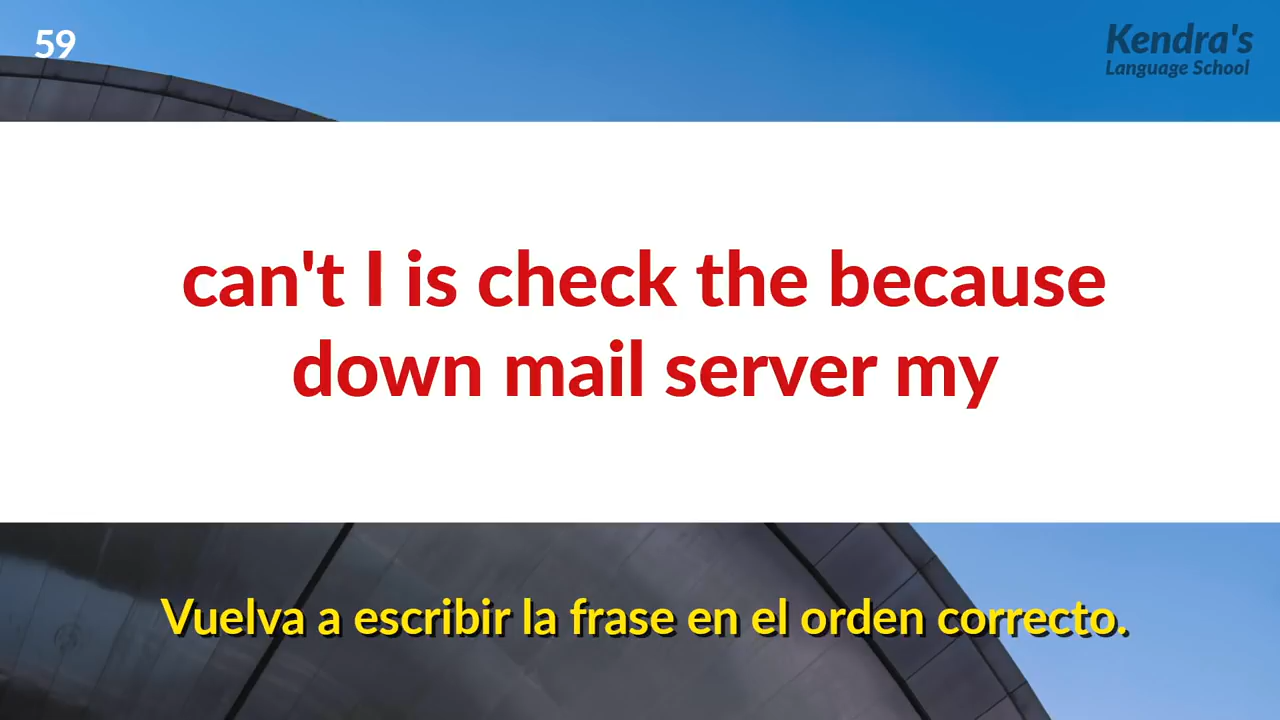 59
Kendra's
Language School
can't I is check the because
down mail server my
Vuelva a escribir la frase en el orden correcto.